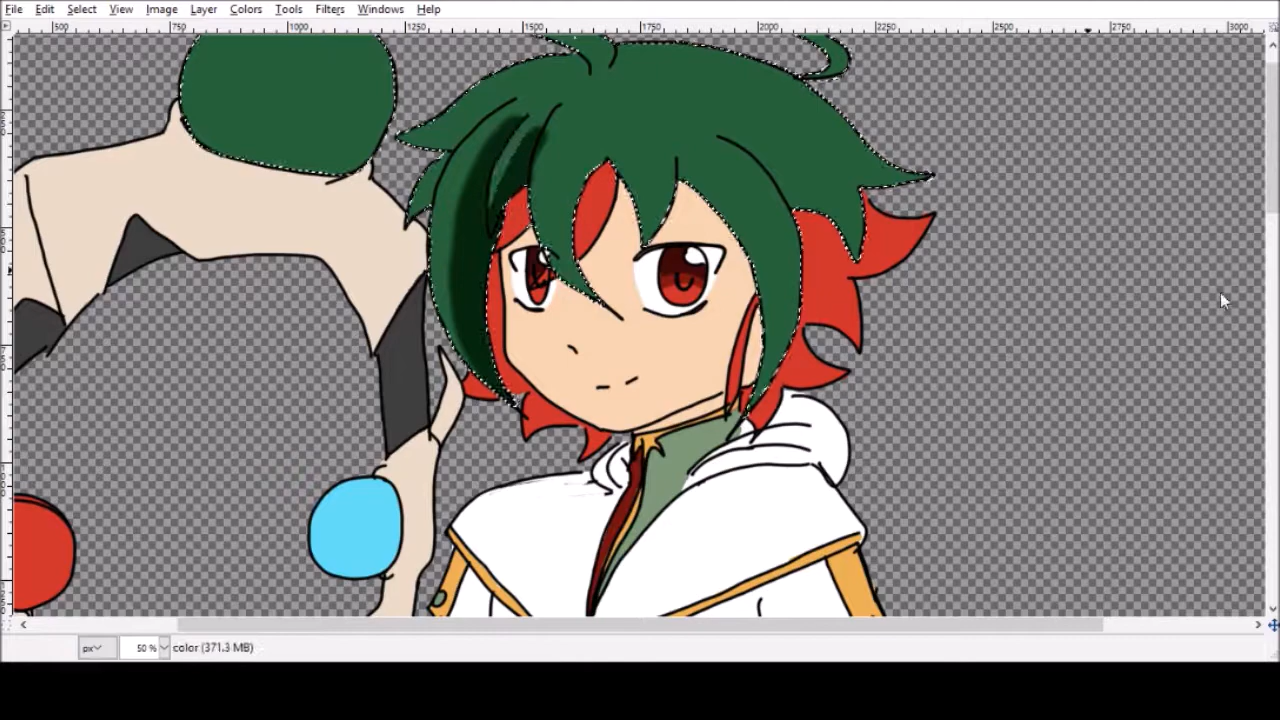 File Edit Select View Image Layer Colors Tools Filters Windows Help
500 750 1000 1250 1500 1750 2000 2250 2500 2750 3000
px 50 % color (371.3 MB)